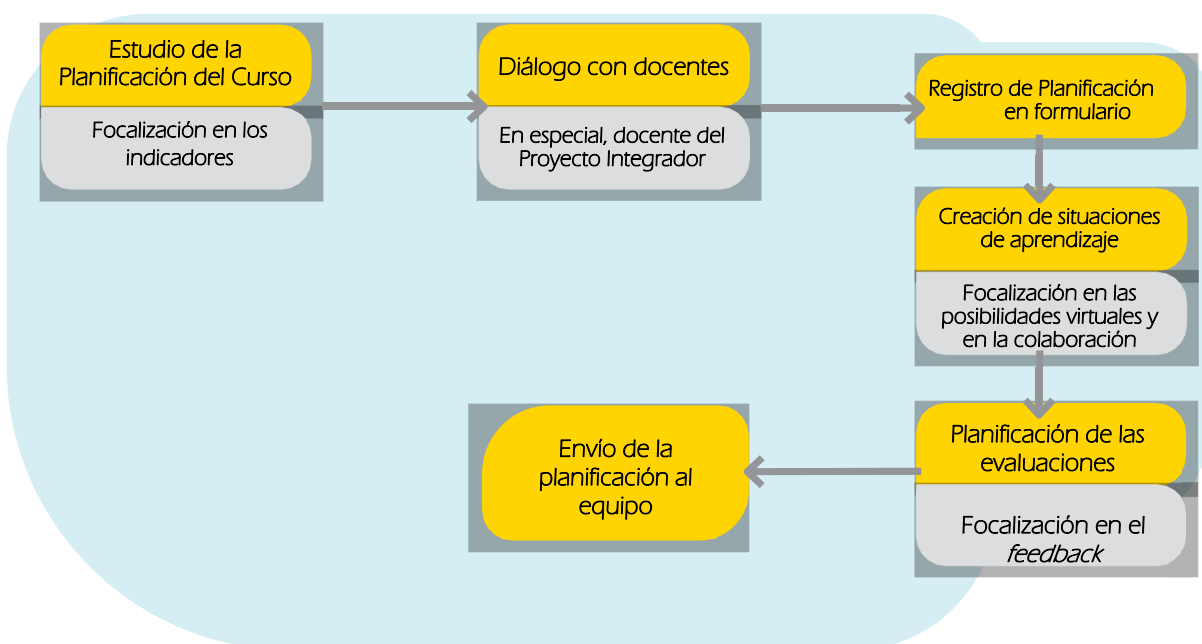 Estudio de la
Planificación del Curso
Focalización en los
indicadores
Diálogo con docentes
En especial, docente del
Proyecto Integrador
Registro de Planificación
en formulario
Creación de situaciones
de aprendizaje
Focalización en las
posibilidades virtuales y
en la colaboración
Planificación de las
evaluaciones
Focalización en el
feedback
Envío de la
planificación al
equipo